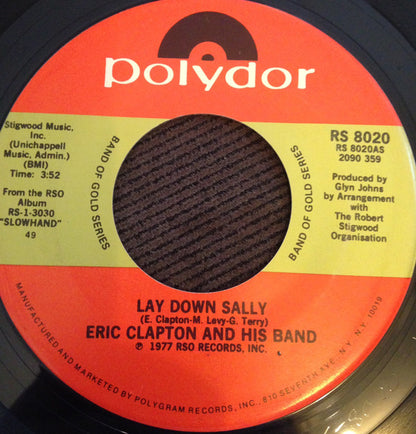 polydor
Stigwood Music,
Inc.
(Unichappell
Music, Admin.)
(BMI)
Time: 3:52
From the RSO
Album
RS-1-3030
"SLOWHAND"
49
BAND OF GOLD SERIES
BAND OF GOLD SERIES
RS 8020
RS 8020AS
2090 359
Produced by
Glyn Johns
by Arrangement
with
The Robert
Stigwood
Organisation
LAY DOWN SALLY
(E. Clapton-M. Levy-G. Terry)
ERIC CLAPTON AND HIS BAND
℗ 1977 RSO RECORDS, INC.
MANUFACTURED AND MARKETED BY POLYGRAM RECORDS, INC., 810 SEVENTH AVE., N.Y., N.Y. 10019